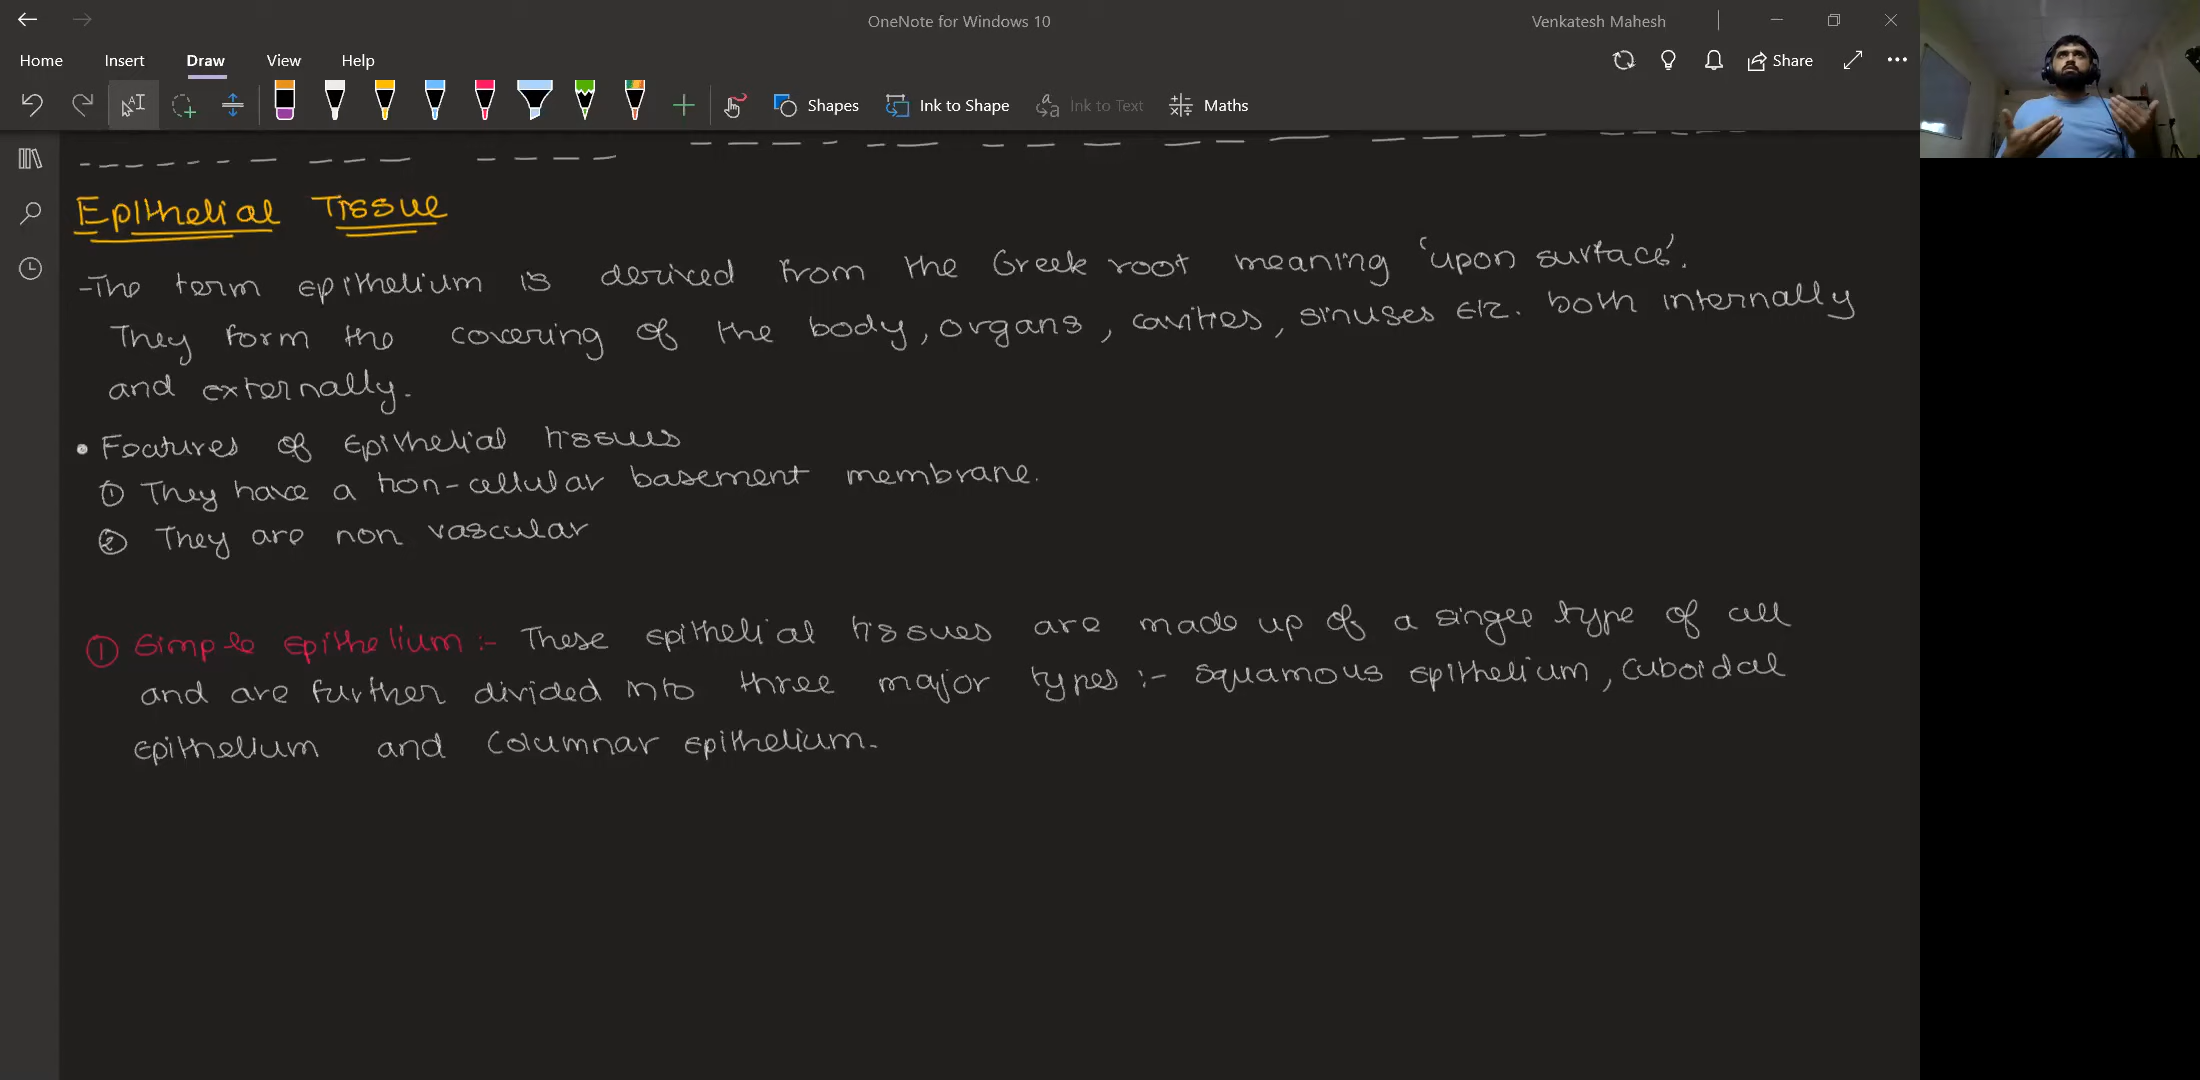 OneNote for Windows 10
Venkatesh Mahesh
Home Insert Draw View Help
Share
Shapes Ink to Shape Ink to Text Maths
Epithelial Tissue
-The term epithelium is derived from the Greek root meaning 'upon surface'.
They form the covering of the body, organs, cavities, sinuses etc. both internally
and externally.
• Features of Epithelial tissues
① They have a non-cellular basement membrane.
② They are non vascular
① Simple epithelium :- These epithelial tissues are made up of a single type of cell
and are further divided into three major types :- Squamous epithelium, Cuboidal
epithelium and Columnar epithelium.